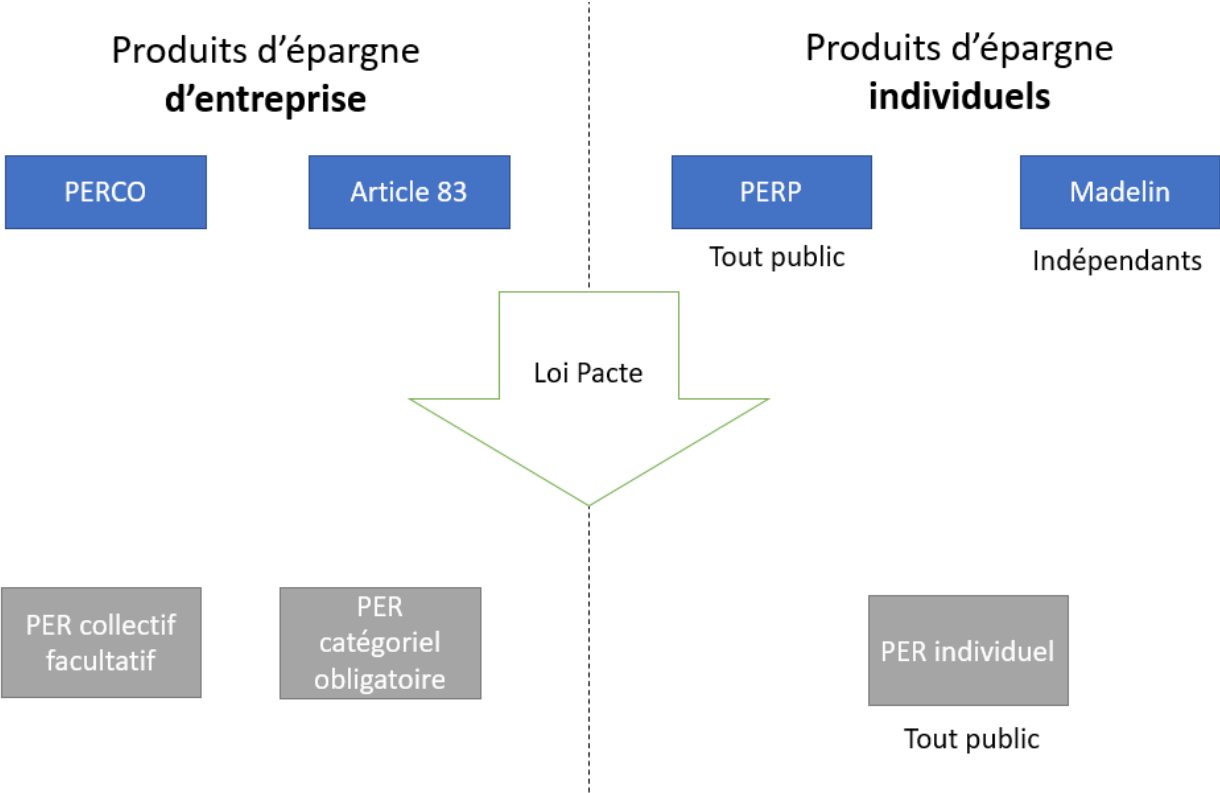 Produits d’épargne
d’entreprise
Produits d’épargne
individuels
PERCO
Article 83
PERP
Madelin
Tout public
Indépendants
Loi Pacte
PER collectif
facultatif
PER
catégoriel
obligatoire
PER individuel
Tout public